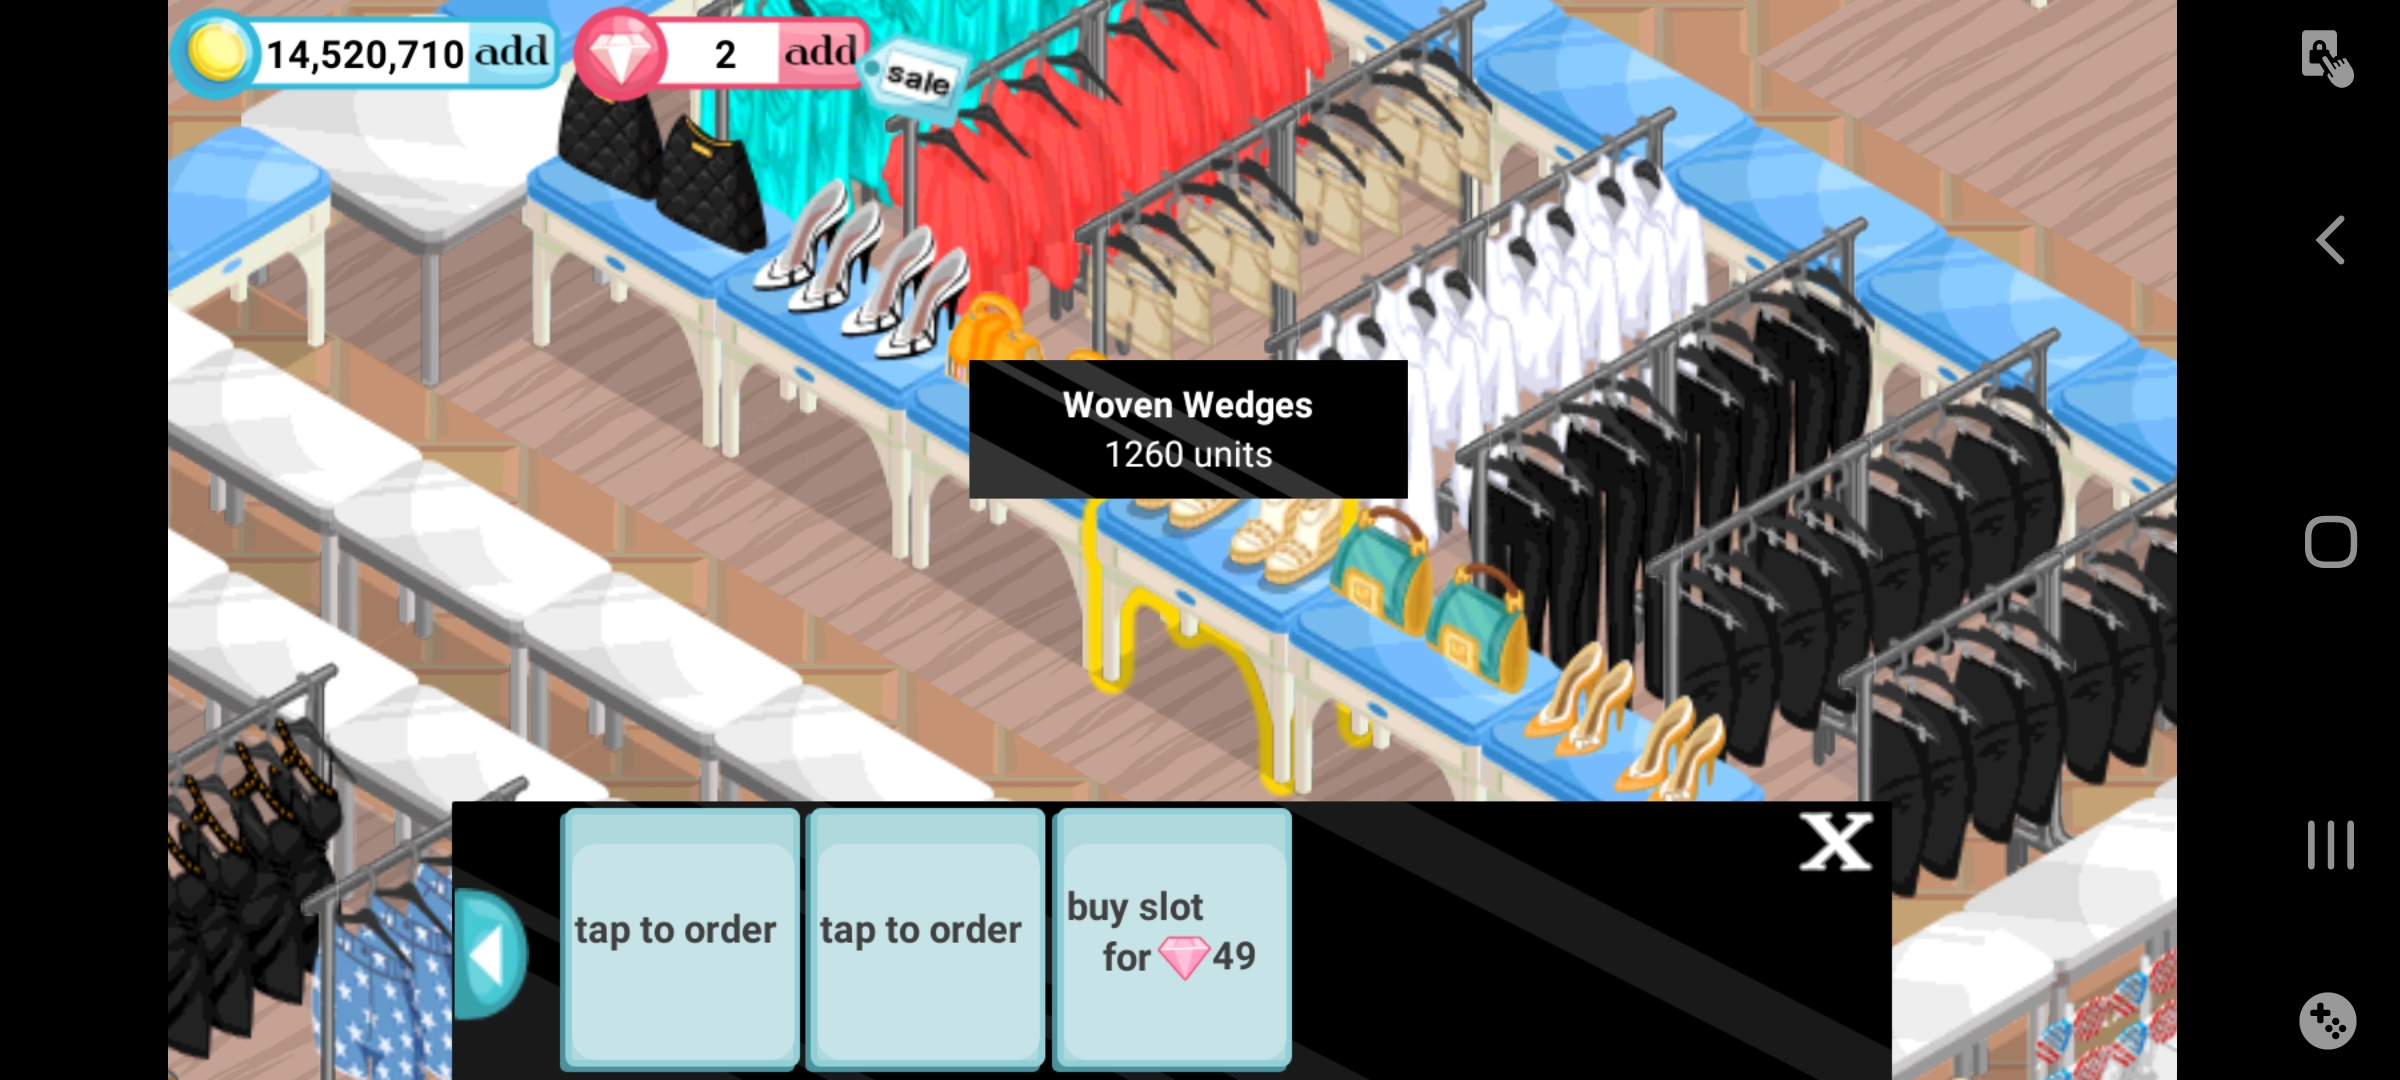 14,520,710 add
2 add
sale
Woven Wedges
1260 units
tap to order
tap to order
buy slot
for 49
X